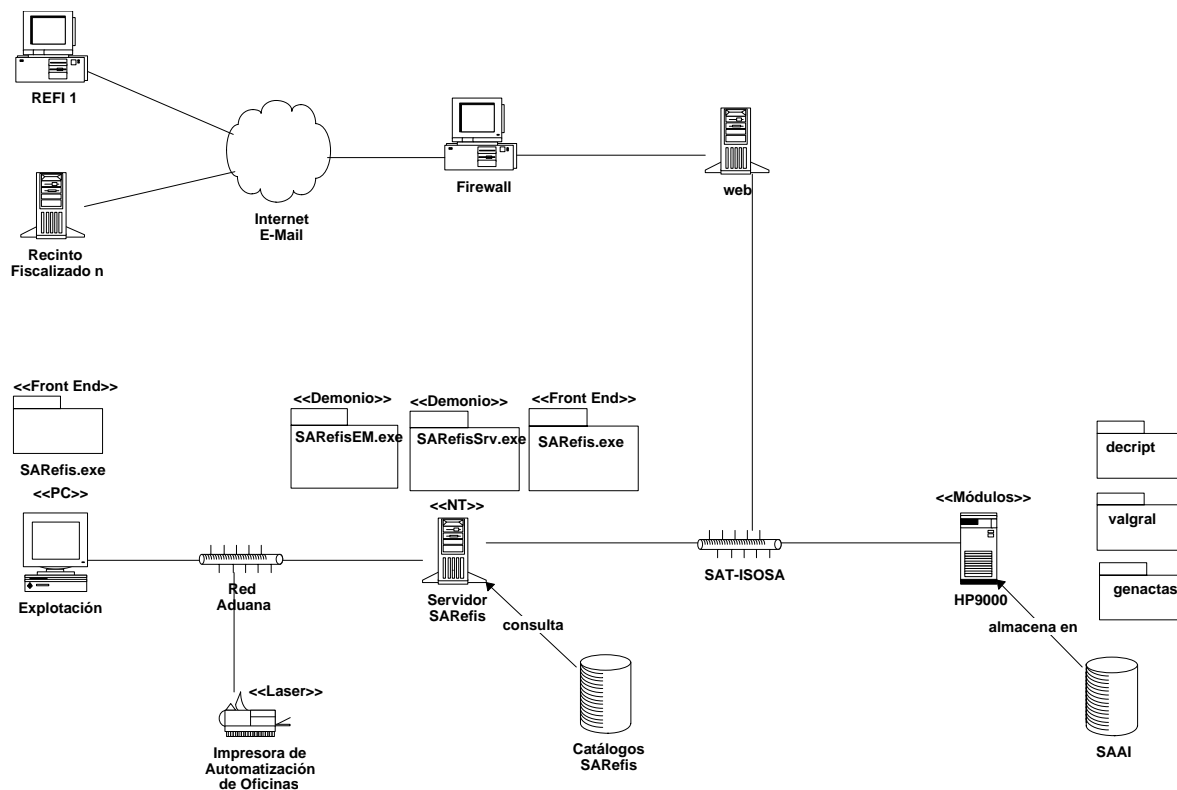 REFI 1
Firewall
web
Internet
E-Mail
Recinto
Fiscalizado n
<<Front End>>
SARefis.exe
<<PC>>
Explotación
<<Demonio>>
SARefisEM.exe
<<Demonio>>
SARefisSrv.exe
<<Front End>>
SARefis.exe
<<NT>>
Servidor
SARefis
Red
Aduana
SAT-ISOSA
<<Módulos>>
HP9000
decript
valgral
genactas
consulta
almacena en
<<Laser>>
Impresora de
Automatización
de Oficinas
Catálogos
SARefis
SAAI